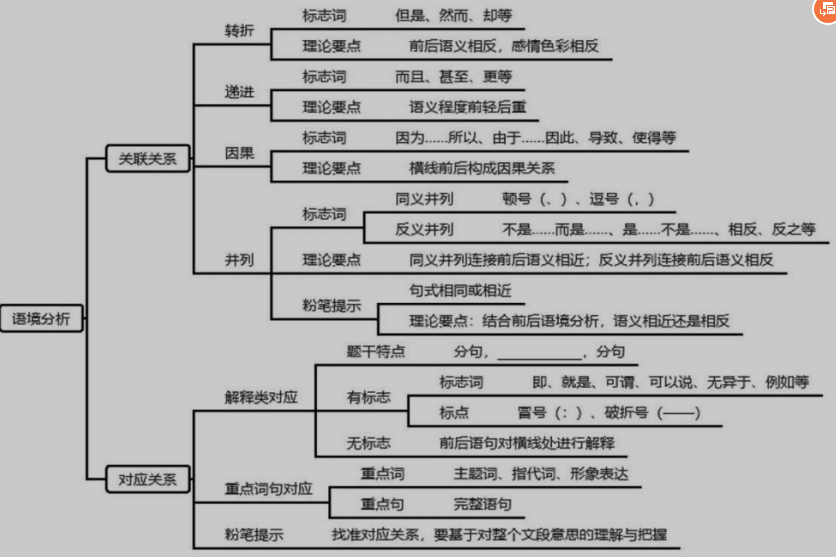 转折
标志词 但是、然而、却等
理论要点 前后语义相反，感情色彩相反
递进
标志词 而且、甚至、更等
理论要点 语义程度前轻后重
关联关系
因果
标志词 因为......所以、由于......因此、导致、使得等
理论要点 横线前后构成因果关系
并列
标志词
同义并列 顿号（、）、逗号（，）
反义并列 不是......而是......、是......不是......、相反、反之等
理论要点 同义并列连接前后语义相近；反义并列连接前后语义相反
粉笔提示
句式相同或相近
理论要点：结合前后语境分析，语义相近还是相反
语境分析
解释类对应
题干特点 分句，___________，分句
有标志
标志词 即、就是、可谓、可以说、无异于、例如等
标点 冒号（：）、破折号（——）
无标志 前后语句对横线处进行解释
对应关系
重点词句对应
重点词 主题词、指代词、形象表达
重点句 完整语句
粉笔提示 找准对应关系，要基于对整个文段意思的理解与把握